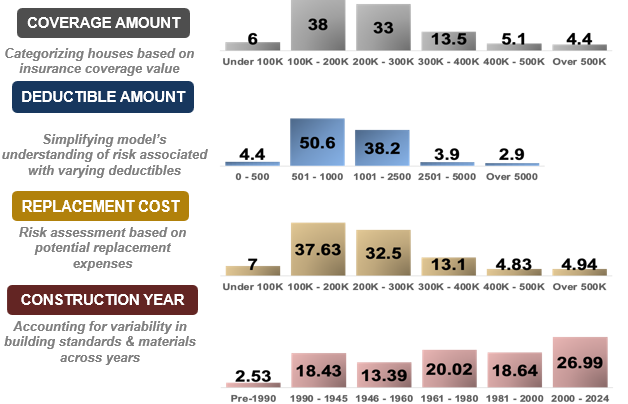 COVERAGE AMOUNT
Categorizing houses based on
insurance coverage value
6 38 33 13.5 5.1 4.4
Under 100K 100K - 200K 200K - 300K 300K - 400K 400K - 500K Over 500K
DEDUCTIBLE AMOUNT
Simplifying model's
understanding of risk associated
with varying deductibles
4.4 50.6 38.2 3.9 2.9
0 - 500 501 - 1000 1001 - 2500 2501 - 5000 Over 5000
REPLACEMENT COST
Risk assessment based on
potential replacement
expenses
7 37.63 32.5 13.1 4.83 4.94
Under 100K 100K - 200K 200K - 300K 300K - 400K 400K - 500K Over 500K
CONSTRUCTION YEAR
Accounting for variability in
building standards & materials
across years
2.53 18.43 13.39 20.02 18.64 26.99
Pre-1990 1990 - 1945 1946 - 1960 1961 - 1980 1981 - 2000 2000 - 2024